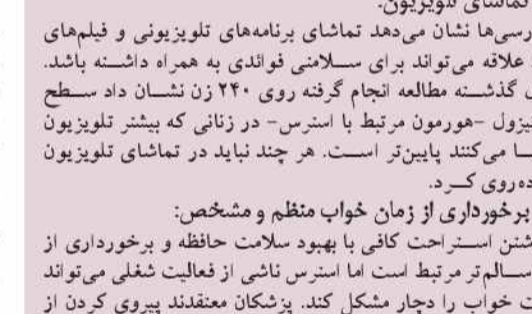 تماشای تلویزیون:
رسی‌ها نشان می‌دهد تماشای برنامه‌های تلویزیونی و فیلم‌های
علاقه می‌تواند برای سلامتی فوائدی به همراه داشته باشد.
گذشته مطالعه انجام گرفته روی ۲۴۰ زن نشان داد سطح
تیزول -هورمون مرتبط با استرس- در زنانی که بیشتر تلویزیون
ـا می‌کنند پایین‌تر است. هر چند نباید در تماشای تلویزیون
ده‌روی کرد.
برخورداری از زمان خواب منظم و مشخص:
شتن استراحت کافی با بهبود سلامت حافظه و برخورداری از
سالم‌تر مرتبط است اما استرس ناشی از فعالیت شغلی می‌تواند
ت خواب را دچار مشکل کند. پزشکان معتقدند پیروی کردن از